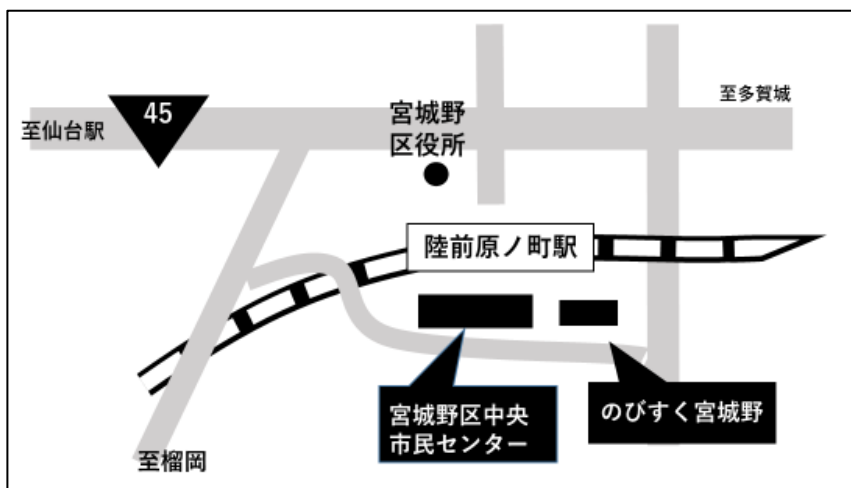 45
至多賀城
至仙台駅
宮城野
区役所
陸前原ノ町駅
宮城野区中央
市民センター
のびすく宮城野
至榴岡